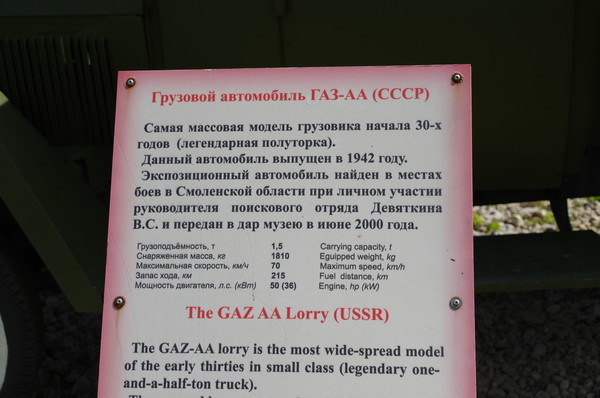 Грузовой автомобиль ГАЗ-АА (СССР)
Самая массовая модель грузовика начала 30-х
годов (легендарная полуторка).
Данный автомобиль выпущен в 1942 году.
Экспозиционный автомобиль найден в местах
боев в Смоленской области при личном участии
руководителя поискового отряда Девяткина
В.С. и передан в дар музею в июне 2000 года.
Грузоподъёмность, т 1,5 Carrying capacity, t
Снаряженная масса, кг 1810 Eguipped weight, kg
Максимальная скорость, км/ч 70 Maximum speed, km/h
Запас хода, км 215 Fuel distance, km
Мощность двигателя, л.с. (кВт) 50 (36) Engine, hp (kW)
The GAZ AA Lorry (USSR)
The GAZ-AA lorry is the most wide-spread model
of the early thirties in small class (legendary one-
and-a-half-ton truck).